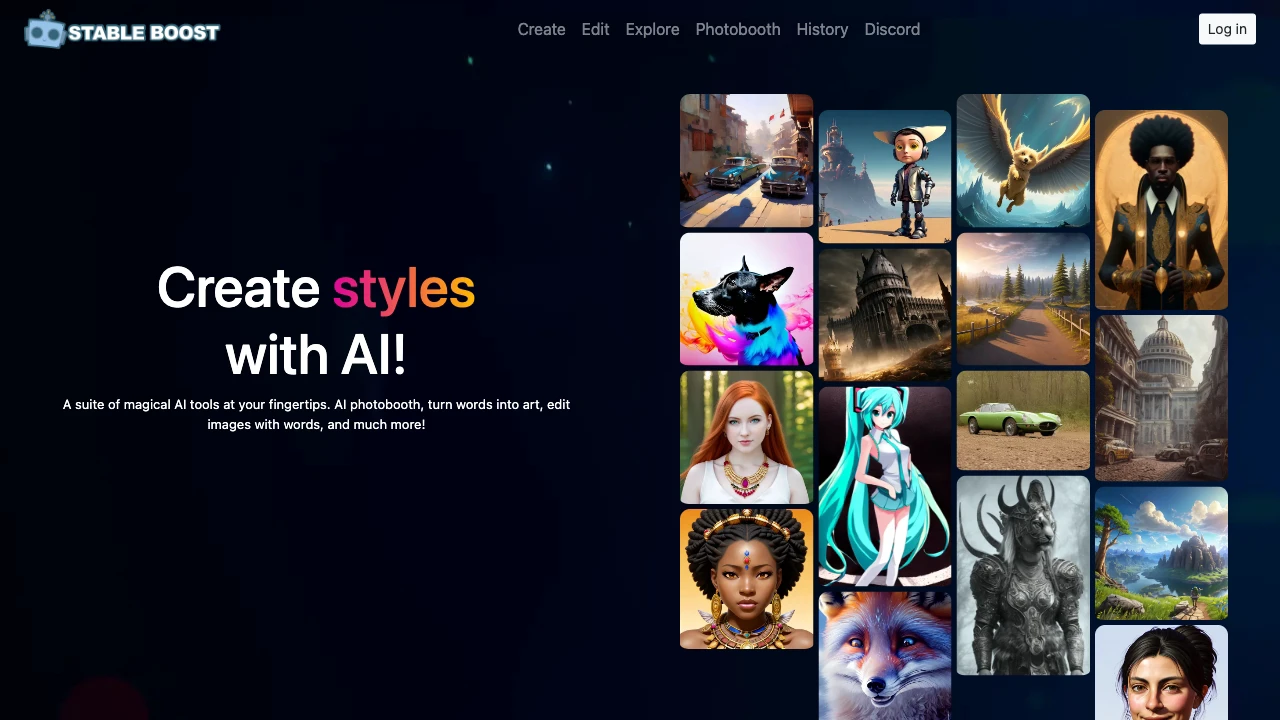 STABLE BOOST
Create Edit Explore Photobooth History Discord
Log in
Create styles
with AI!
A suite of magical AI tools at your fingertips. AI photobooth, turn words into art, edit
images with words, and much more!